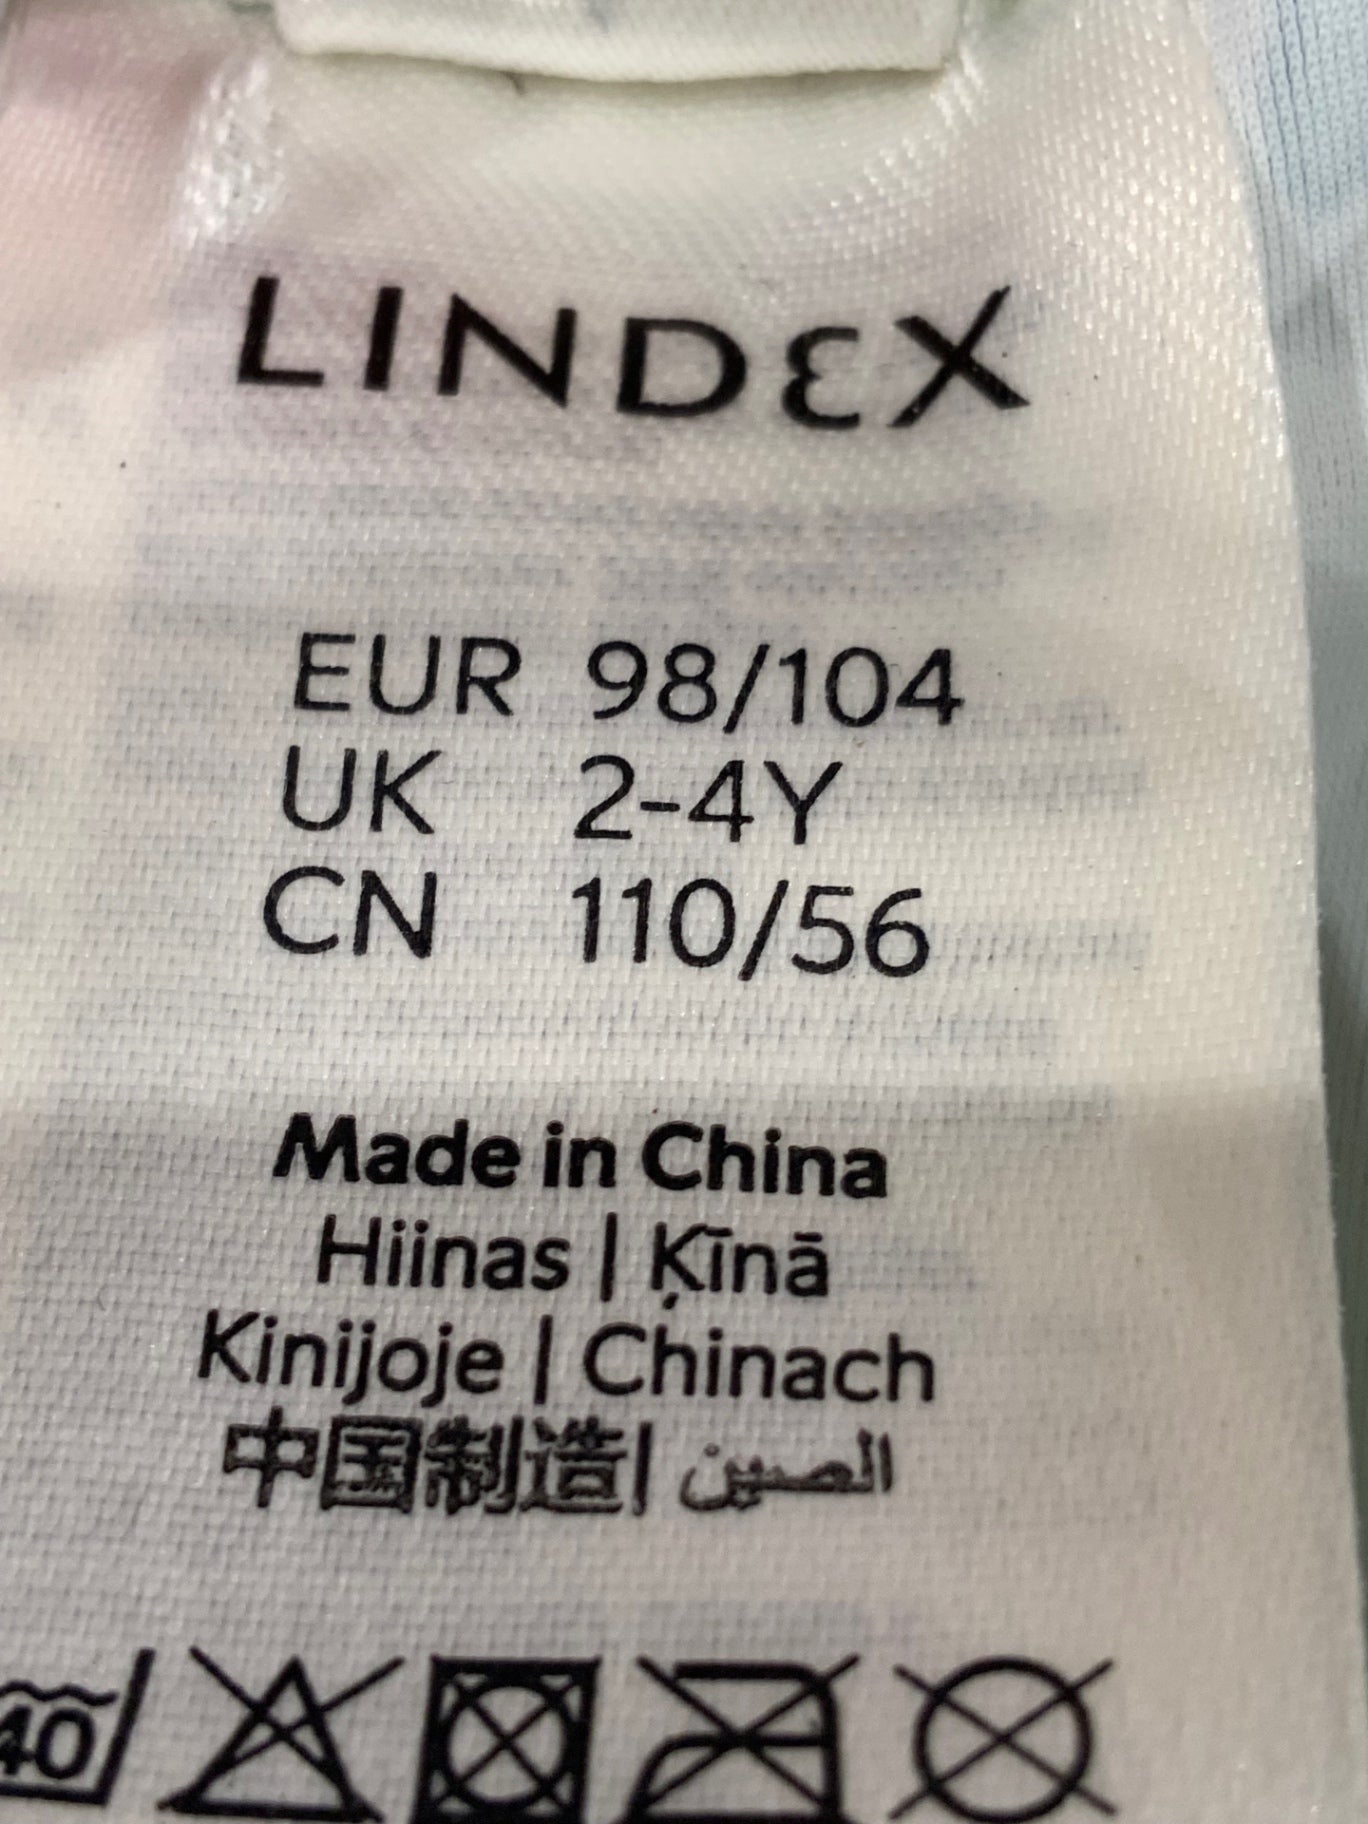 LINDEX
EUR 98/104
UK 2-4Y
CN 110/56
Made in China
Hiinas | Ķīnā
Kinijoje | Chinach
中国制造| الصين
40